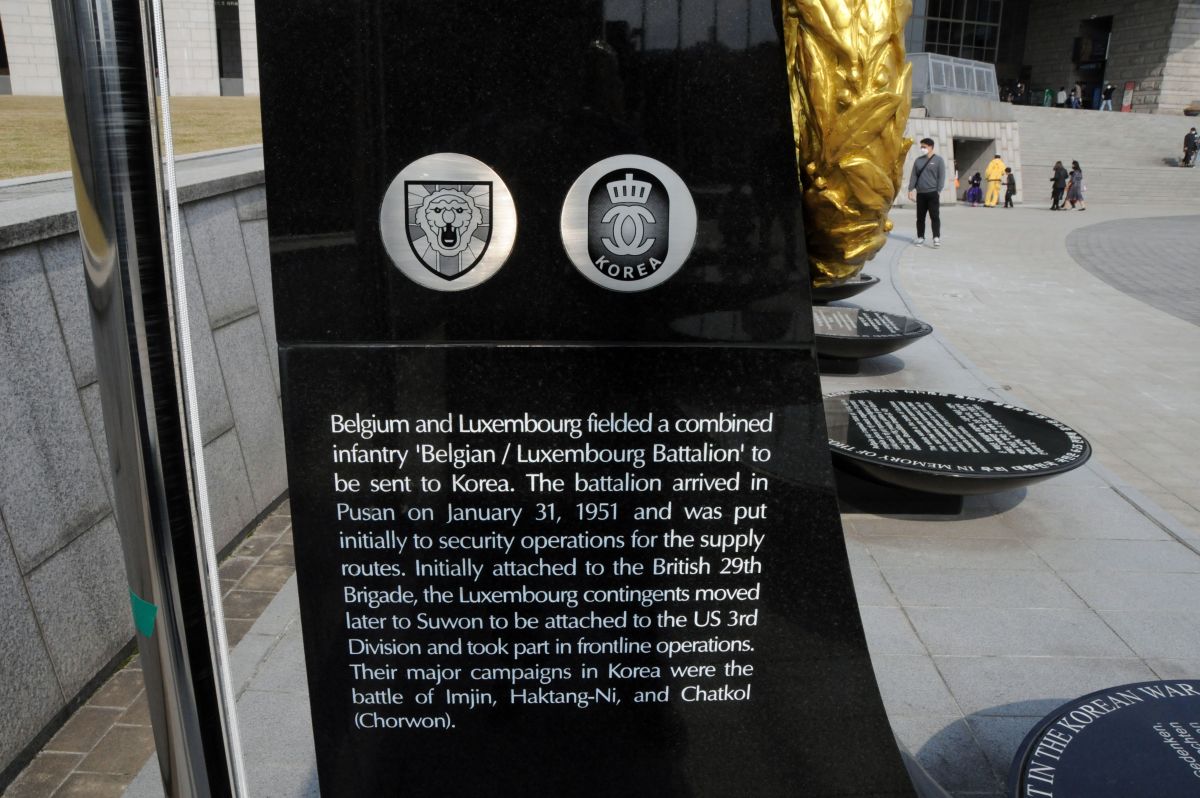 KOREA
Belgium and Luxembourg fielded a combined
infantry 'Belgian / Luxembourg Battalion' to
be sent to Korea. The battalion arrived in
Pusan on January 31, 1951 and was put
initially to security operations for the supply
routes. Initially attached to the British 29th
Brigade, the Luxembourg contingents moved
later to Suwon to be attached to the US 3rd
Division and took part in frontline operations.
Their major campaigns in Korea were the
battle of Imjin, Haktang-Ni, and Chatkol
(Chorwon).
IN MEMORY OF
IN THE KOREAN WAR